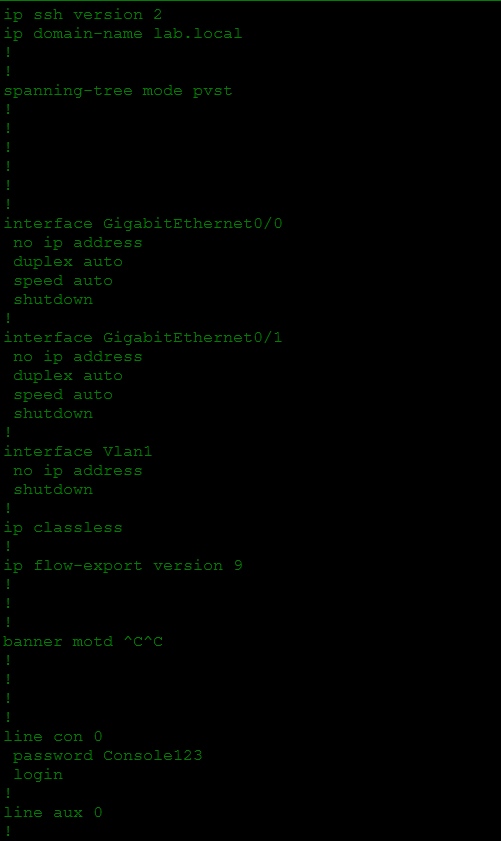 ip ssh version 2
ip domain-name lab.local
!
!
spanning-tree mode pvst
!
!
!
!
!
!
interface GigabitEthernet0/0
 no ip address
 duplex auto
 speed auto
 shutdown
!
interface GigabitEthernet0/1
 no ip address
 duplex auto
 speed auto
 shutdown
!
interface Vlan1
 no ip address
 shutdown
!
ip classless
!
ip flow-export version 9
!
!
!
banner motd ^C^C
!
!
!
!
line con 0
 password Console123
 login
!
line aux 0
!